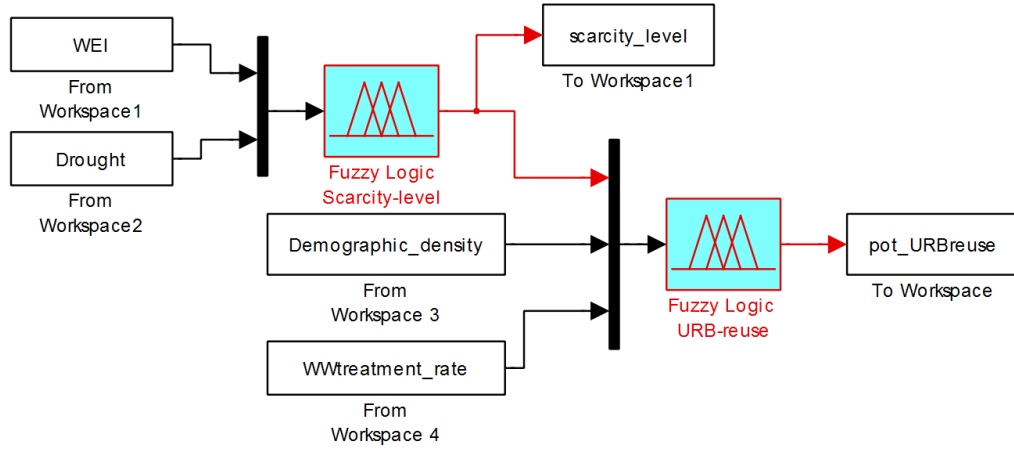 WEI
From
Workspace1
Drought
From
Workspace2
Fuzzy Logic
Scarcity-level
scarcity_level
To Workspace1
Demographic_density
From
Workspace 3
WWtreatment_rate
From
Workspace 4
Fuzzy Logic
URB-reuse
pot_URBreuse
To Workspace